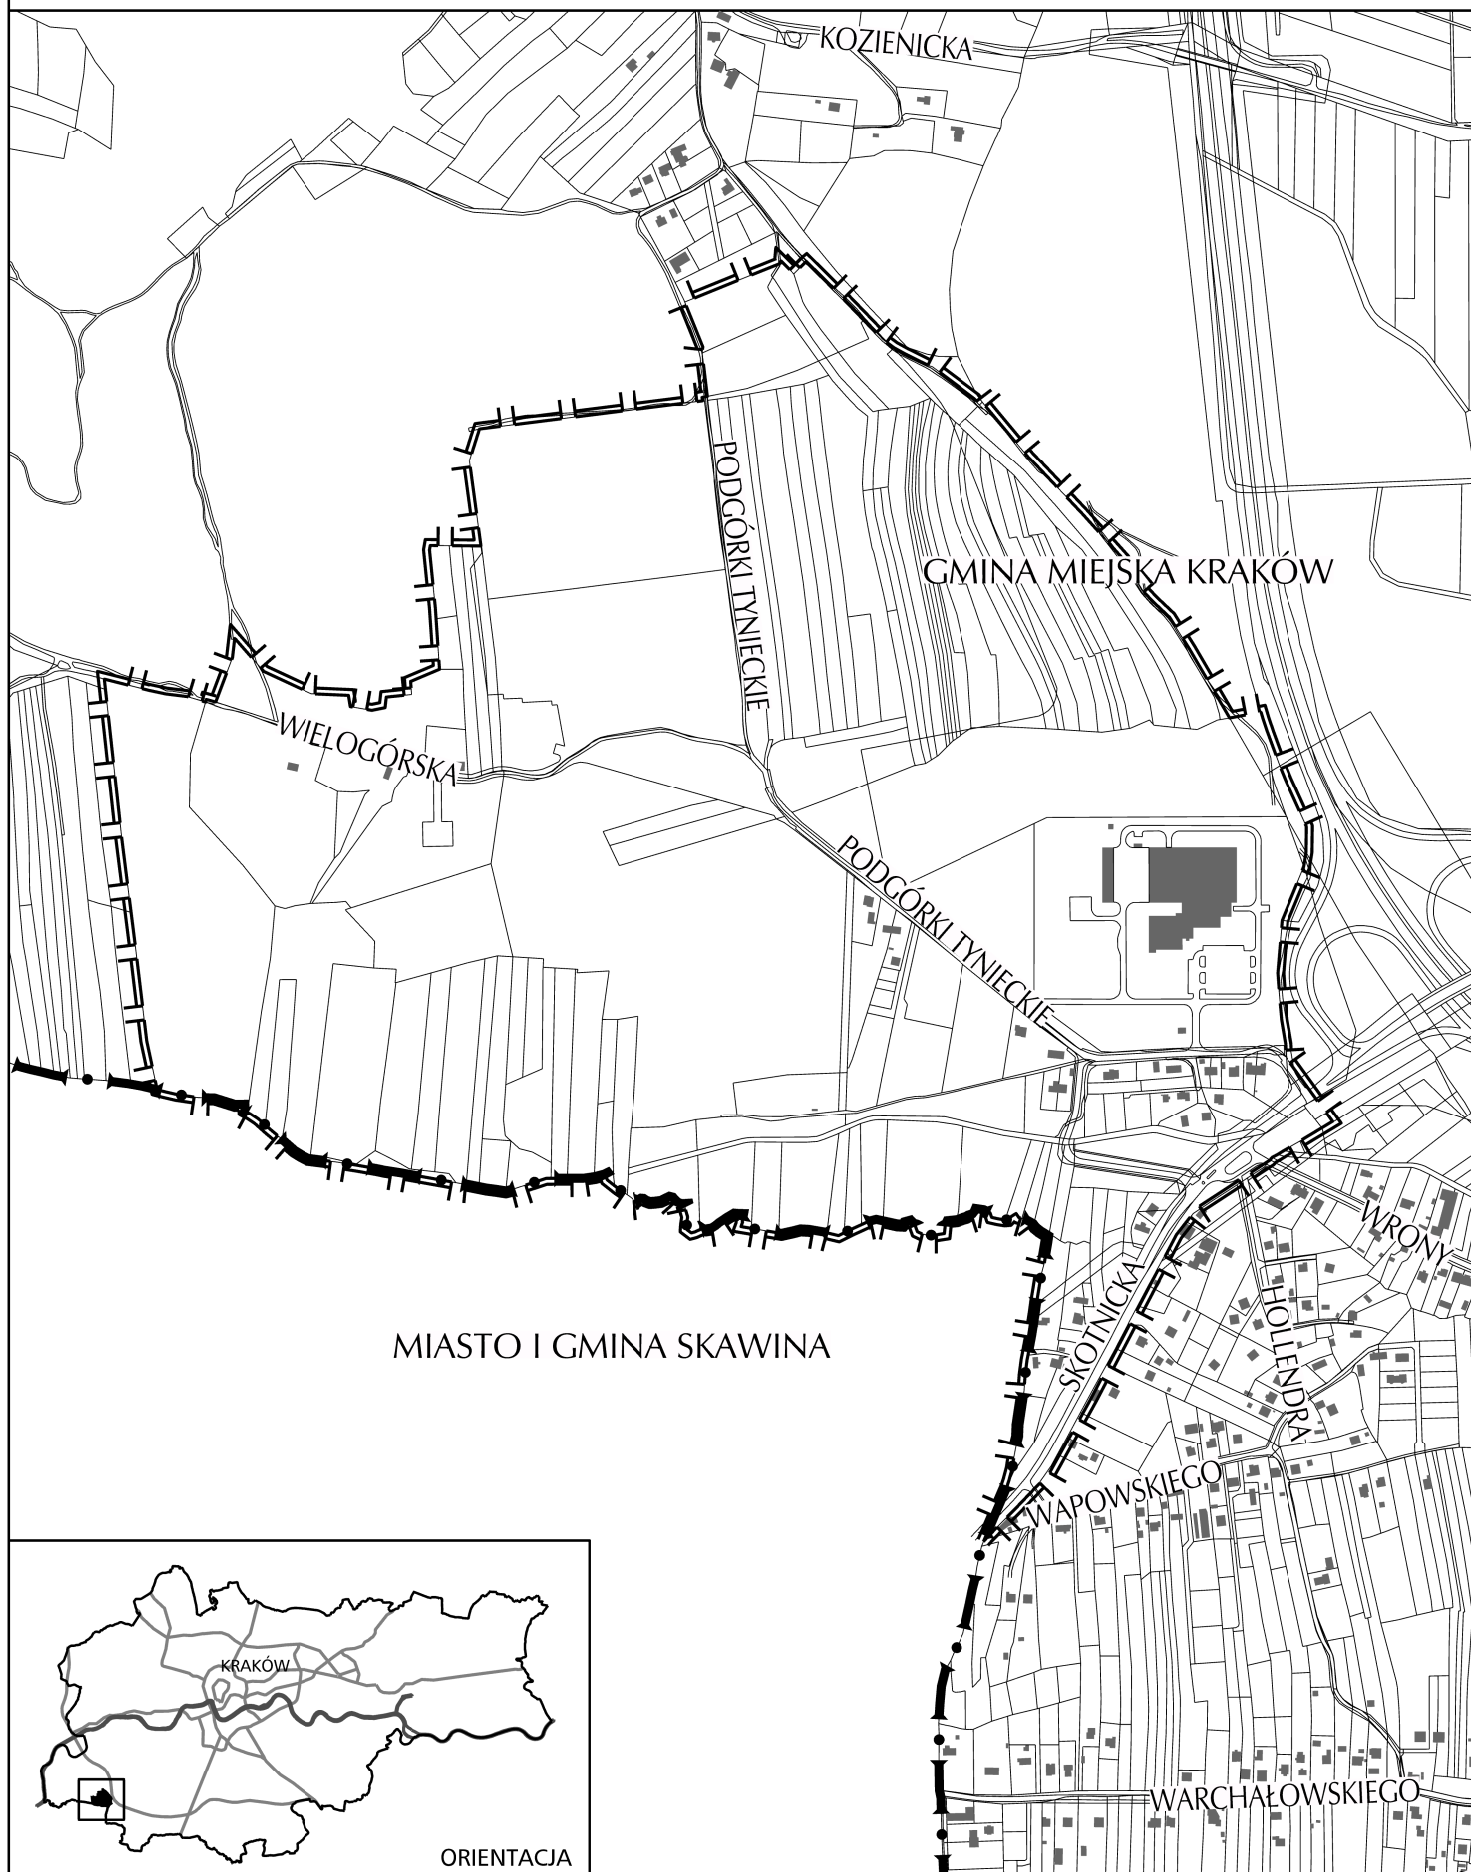 KOZIENICKA
PODGÓRKI TYNIECKIE
GMINA MIEJSKA KRAKÓW
WIELOGÓRSKA
PODGÓRKI TYNIECKIE
WRONY
SKOTNICKA
HOLLENDRA
MIASTO I GMINA SKAWINA
WAPOWSKIEGO
KRAKÓW
WARCHAŁOWSKIEGO
ORIENTACJA